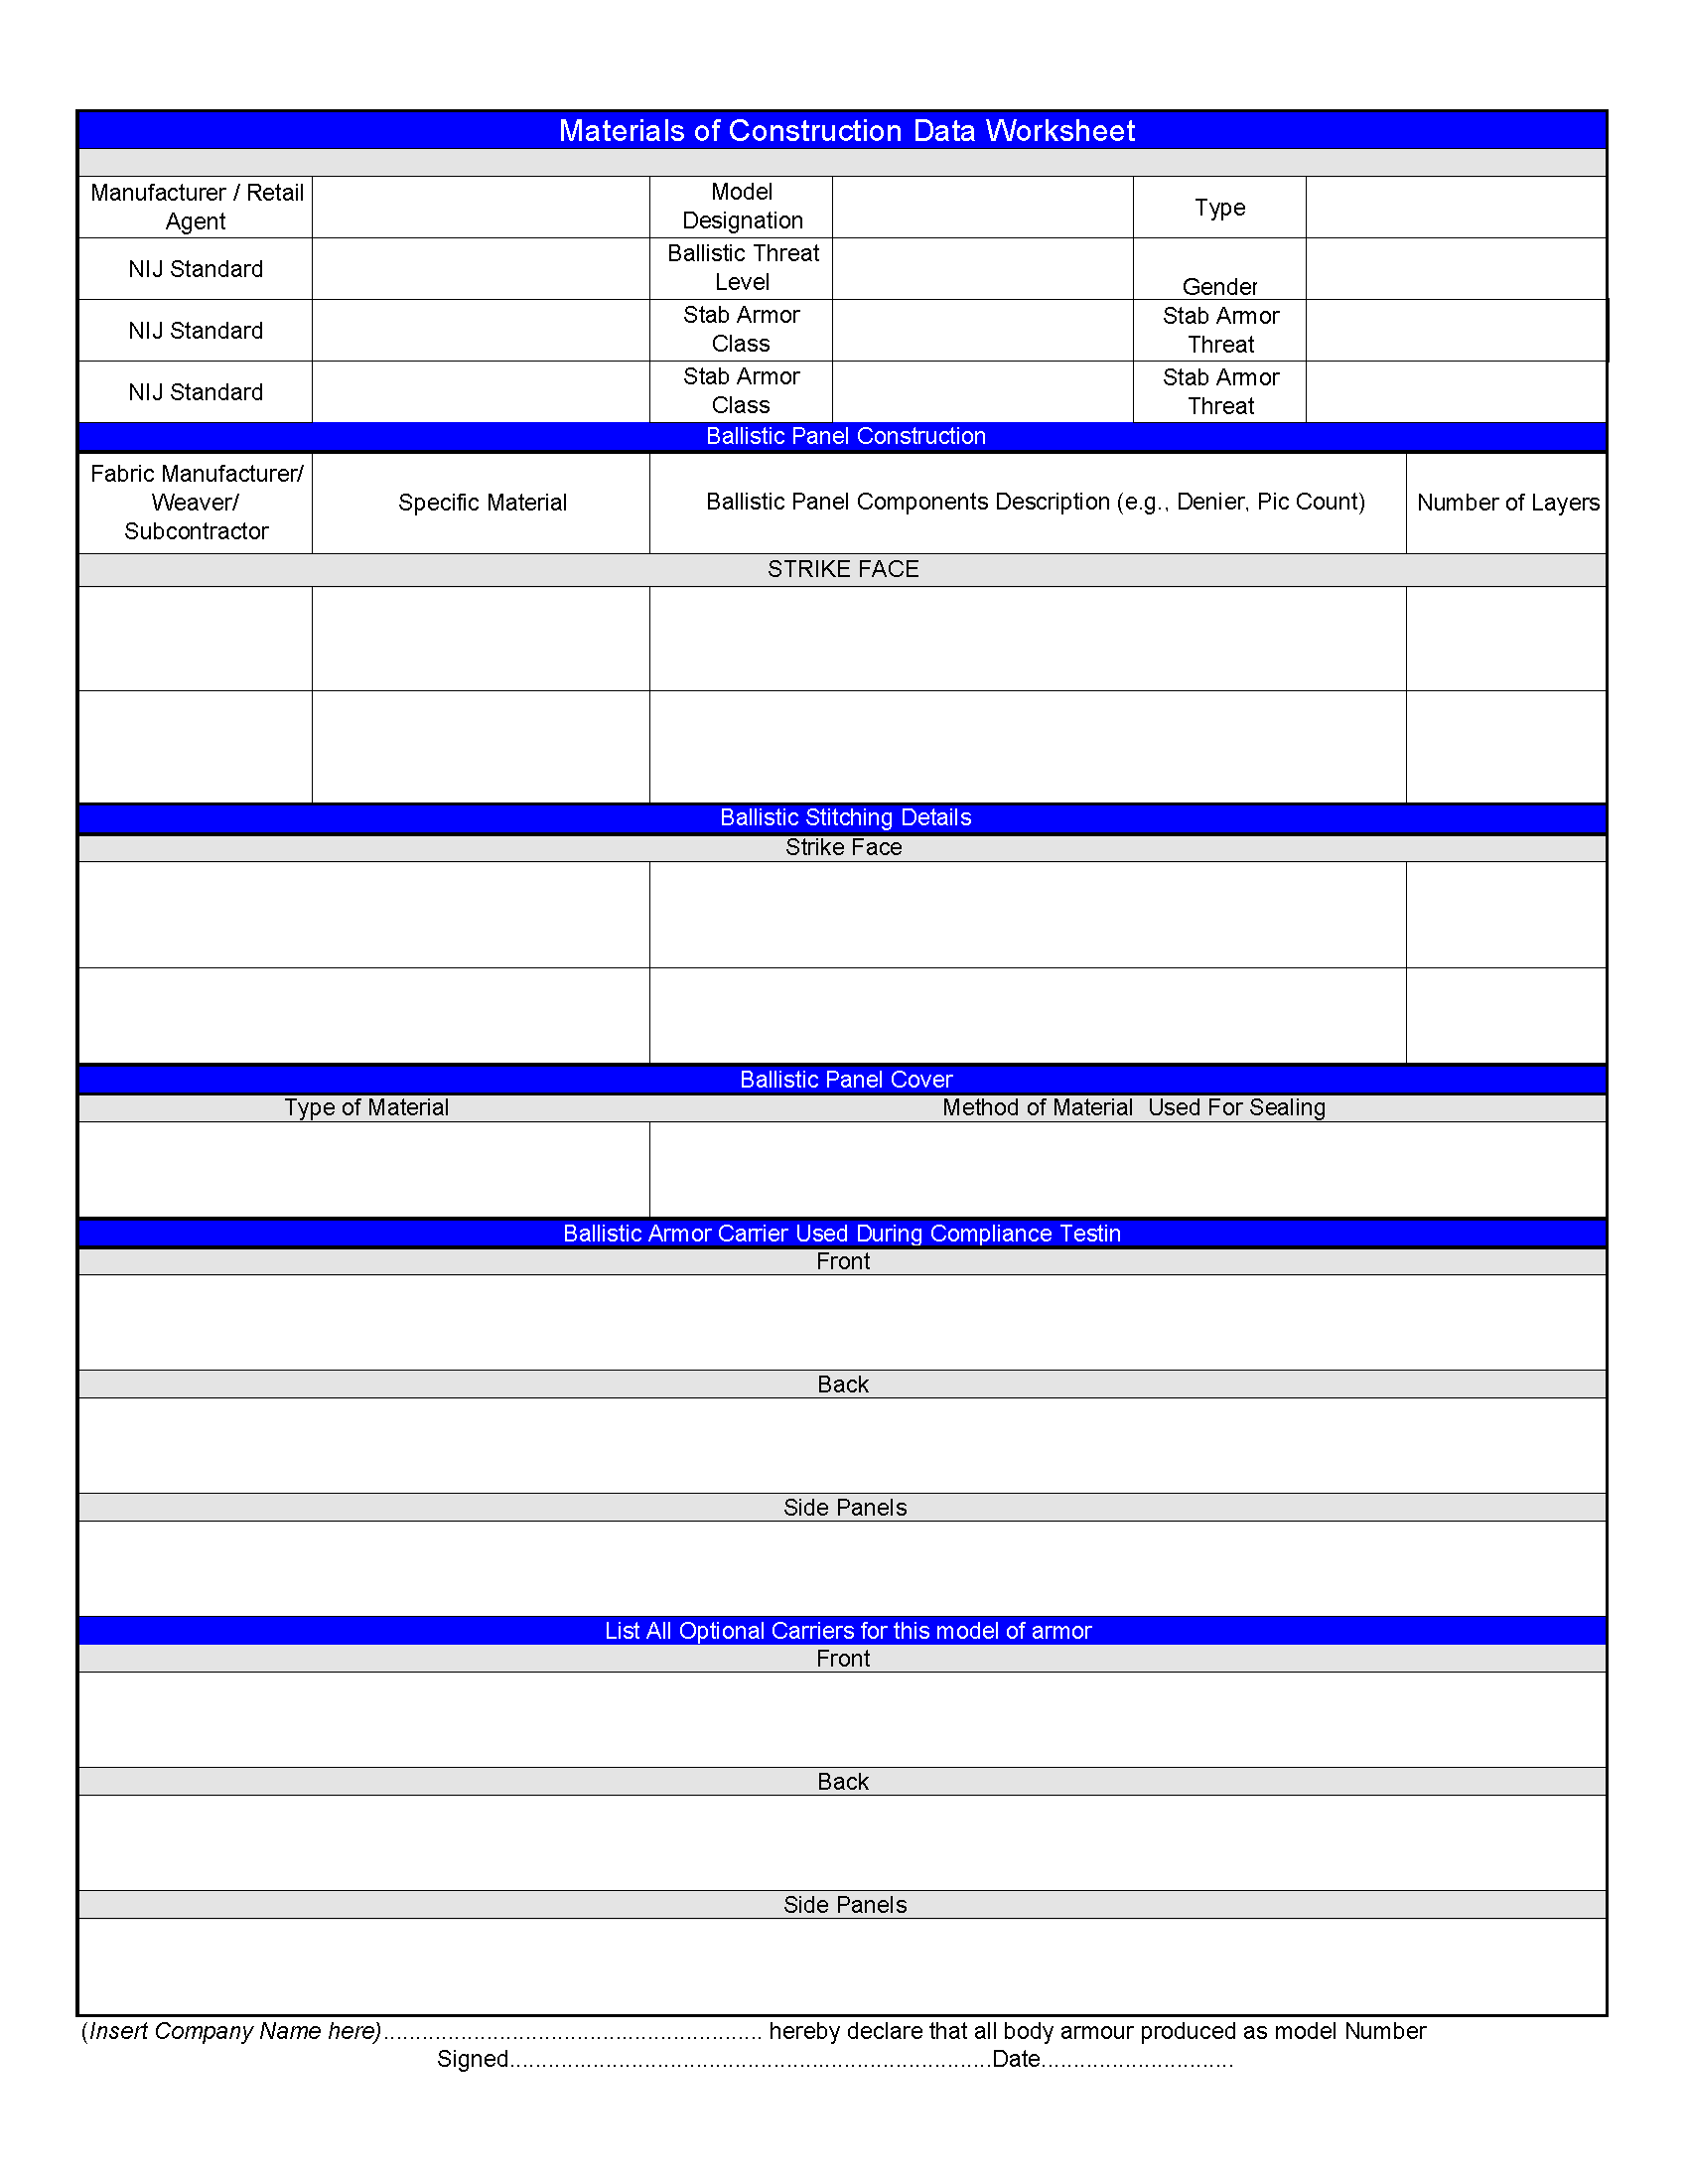 Materials of Construction Data Worksheet
Manufacturer / Retail
Agent
Model
Designation
Type
NIJ Standard
Ballistic Threat
Level
Gender
NIJ Standard
Stab Armor
Class
Stab Armor
Threat
NIJ Standard
Stab Armor
Class
Stab Armor
Threat
Ballistic Panel Construction
Fabric Manufacturer/
Weaver/
Subcontractor
Specific Material
Ballistic Panel Components Description (e.g., Denier, Pic Count)
Number of Layers
STRIKE FACE
Ballistic Stitching Details
Strike Face
Ballistic Panel Cover
Type of Material
Method of Material  Used For Sealing
Ballistic Armor Carrier Used During Compliance Testin
Front
Back
Side Panels
List All Optional Carriers for this model of armor
Front
Back
Side Panels
(Insert Company Name here)........................................................... hereby declare that all body armour produced as model Number
Signed...........................................................................Date..............................